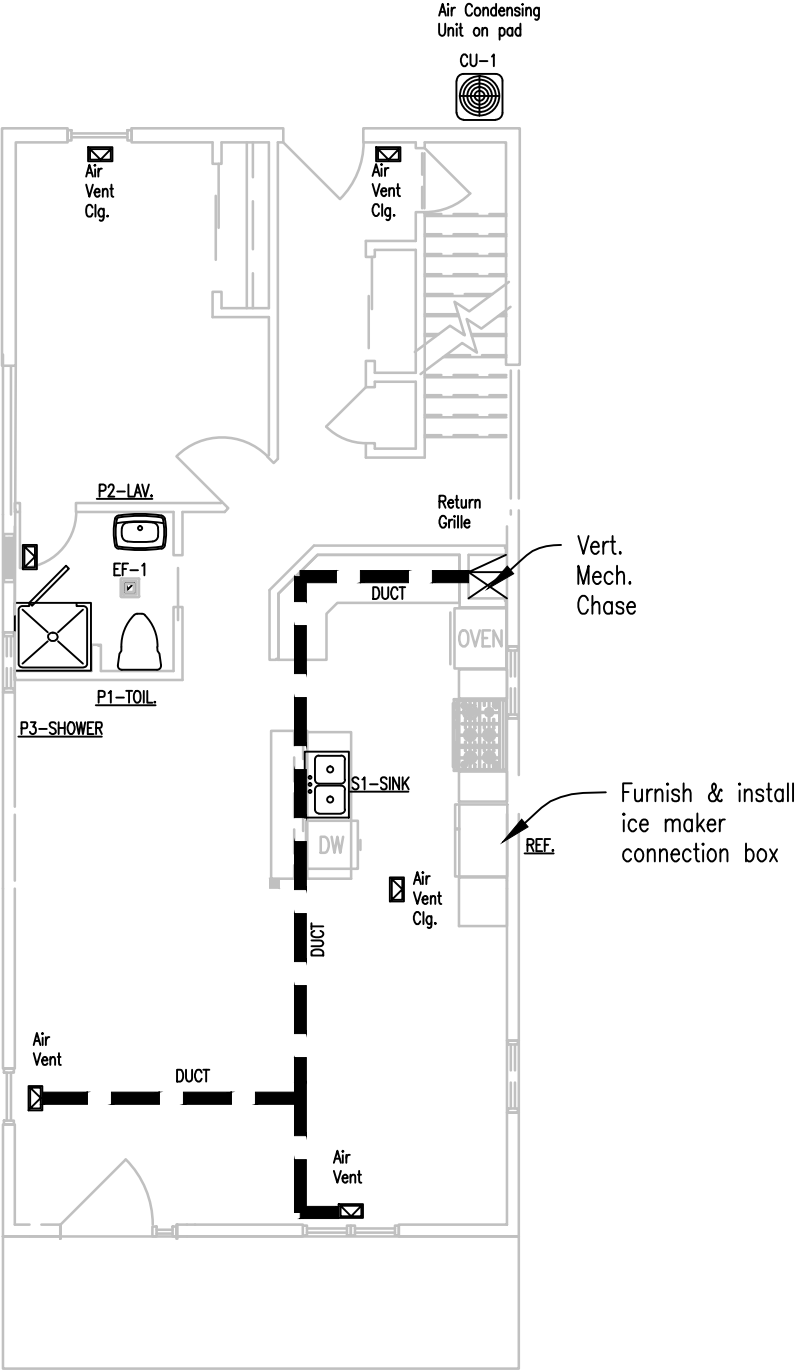 Air Condensing
Unit on pad
CU-1
Air
Vent
Clg.
Air
Vent
Clg.
P2-LAV.
Return
Grille
EF-1
Vert.
Mech.
Chase
DUCT
OVEN
P1-TOIL.
P3-SHOWER
S1-SINK
Furnish & install
ice maker
connection box
DW
REF.
Air
Vent
Clg.
DUCT
Air
Vent
DUCT
Air
Vent